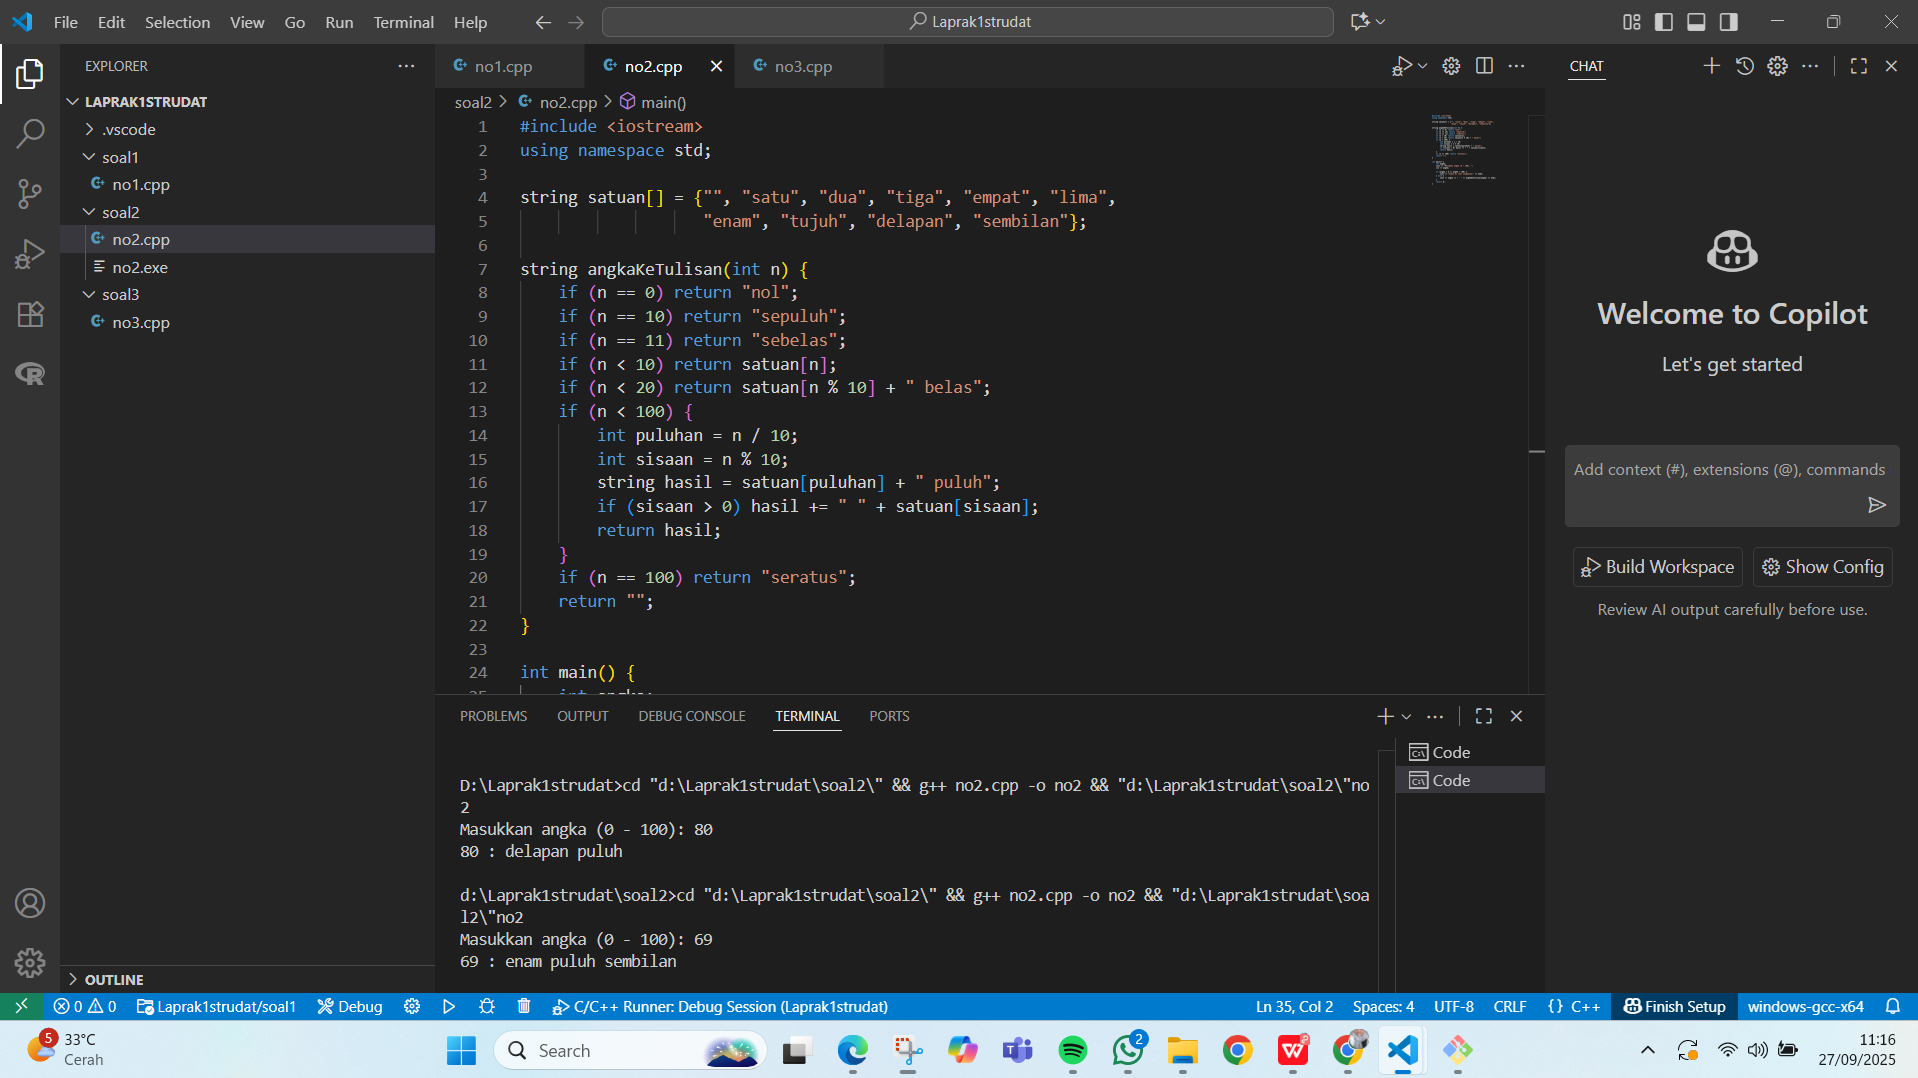 File Edit Selection View Go Run Terminal Help
Laprak1strudat
EXPLORER
LAPRAK1STRUDAT
.vscode
soal1
no1.cpp
soal2
no2.cpp
no2.exe
soal3
no3.cpp
OUTLINE
no1.cpp no2.cpp no3.cpp
soal2 > no2.cpp > main()
1 #include <iostream>
2 using namespace std;
3
4 string satuan[] = {"", "satu", "dua", "tiga", "empat", "lima",
5 "enam", "tujuh", "delapan", "sembilan"};
6
7 string angkaKeTulisan(int n) {
8 if (n == 0) return "nol";
9 if (n == 10) return "sepuluh";
10 if (n == 11) return "sebelas";
11 if (n < 10) return satuan[n];
12 if (n < 20) return satuan[n % 10] + " belas";
13 if (n < 100) {
14 int puluhan = n / 10;
15 int sisaan = n % 10;
16 string hasil = satuan[puluhan] + " puluh";
17 if (sisaan > 0) hasil += " " + satuan[sisaan];
18 return hasil;
19 }
20 if (n == 100) return "seratus";
21 return "";
22 }
23
24 int main() {
PROBLEMS OUTPUT DEBUG CONSOLE TERMINAL PORTS
D:\Laprak1strudat>cd "d:\Laprak1strudat\soal2\" && g++ no2.cpp -o no2 && "d:\Laprak1strudat\soal2\"no
2
Masukkan angka (0 - 100): 80
80 : delapan puluh
d:\Laprak1strudat\soal2>cd "d:\Laprak1strudat\soal2\" && g++ no2.cpp -o no2 && "d:\Laprak1strudat\soa
l2\"no2
Masukkan angka (0 - 100): 69
69 : enam puluh sembilan
Code
Code
CHAT
Welcome to Copilot
Let's get started
Add context (#), extensions (@), commands
Build Workspace Show Config
Review AI output carefully before use.
0 0 Laprak1strudat/soal1 Debug C/C++ Runner: Debug Session (Laprak1strudat) Ln 35, Col 2 Spaces: 4 UTF-8 CRLF {} C++ Finish Setup windows-gcc-x64
5
33°C
Cerah
Search
2
11:16
27/09/2025